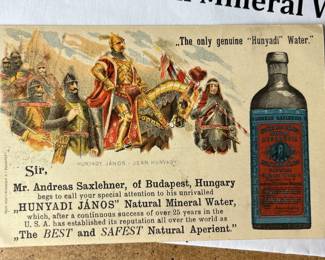 Mineral W
„The only genuine "Hunyadi" Water."
HUNYADY JÁNOS - JEAN HUNYADY
Sir,
Mr. Andreas Saxlehner, of Budapest, Hungary
begs to call your special attention to his unrivalled
„HUNYADI JÁNOS" Natural Mineral Water,
which, after a continuous success of over 25 years in the
U. S. A. has established its reputation all over the world as
„The BEST and SAFEST Natural Aperient."